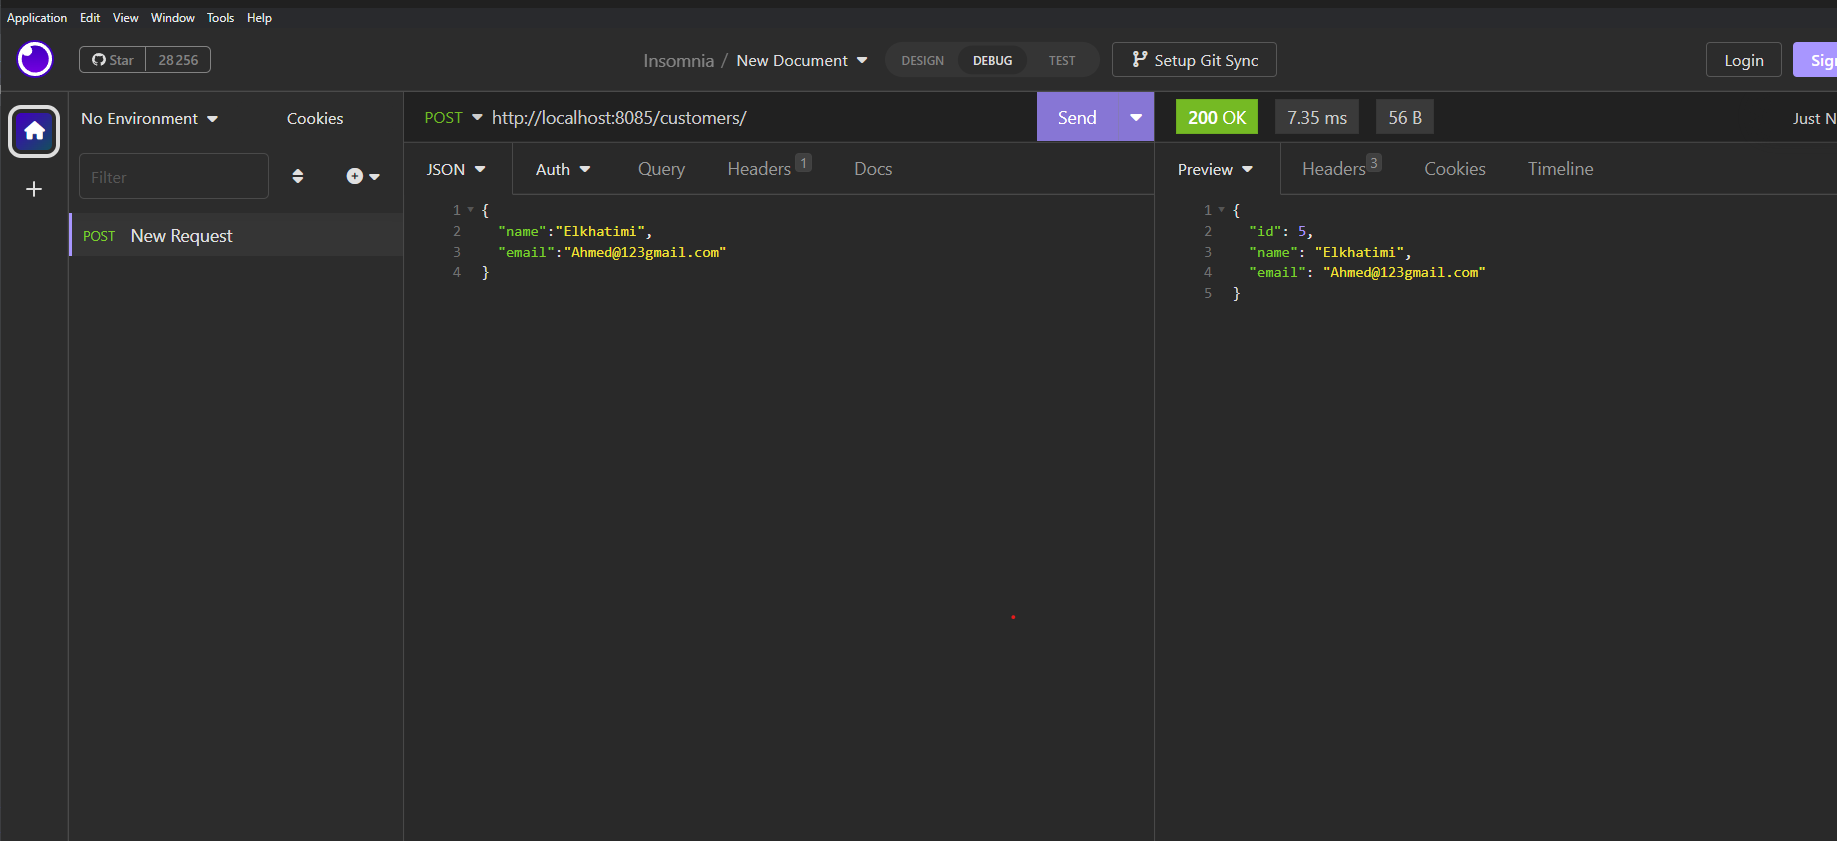 Application Edit View Window Tools Help
Star 28 256
Insomnia / New Document
DESIGN DEBUG TEST
Setup Git Sync
Login
No Environment
Cookies
Filter
POST New Request
POST http://localhost:8085/customers/
Send
JSON Auth Query Headers 1 Docs
1 {
2 "name":"Elkhatimi",
3 "email":"Ahmed@123gmail.com"
4 }
200 OK 7.35 ms 56 B
Just N
Preview Headers 3 Cookies Timeline
1 {
2 "id": 5,
3 "name": "Elkhatimi",
4 "email": "Ahmed@123gmail.com"
5 }